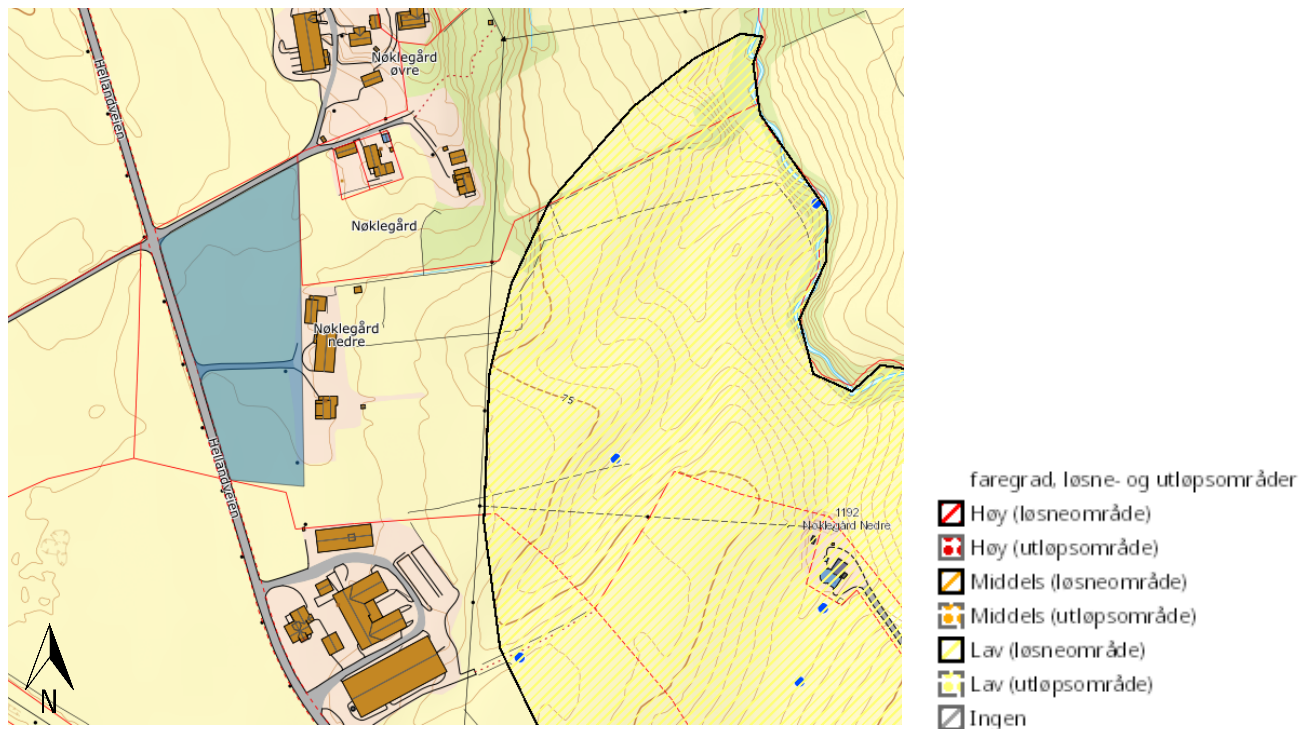 Hellandveien
Nøklegård
øvre
Nøklegård
Nøklegård
nedre
75
Hellandveien
1192
Nøklegård Nedre
N
faregrad, løsne- og utløpsområder
Høy (løsneområde)
Høy (utløpsområde)
Middels (løsneområde)
Middels (utløpsområde)
Lav (løsneområde)
Lav (utløpsområde)
Ingen